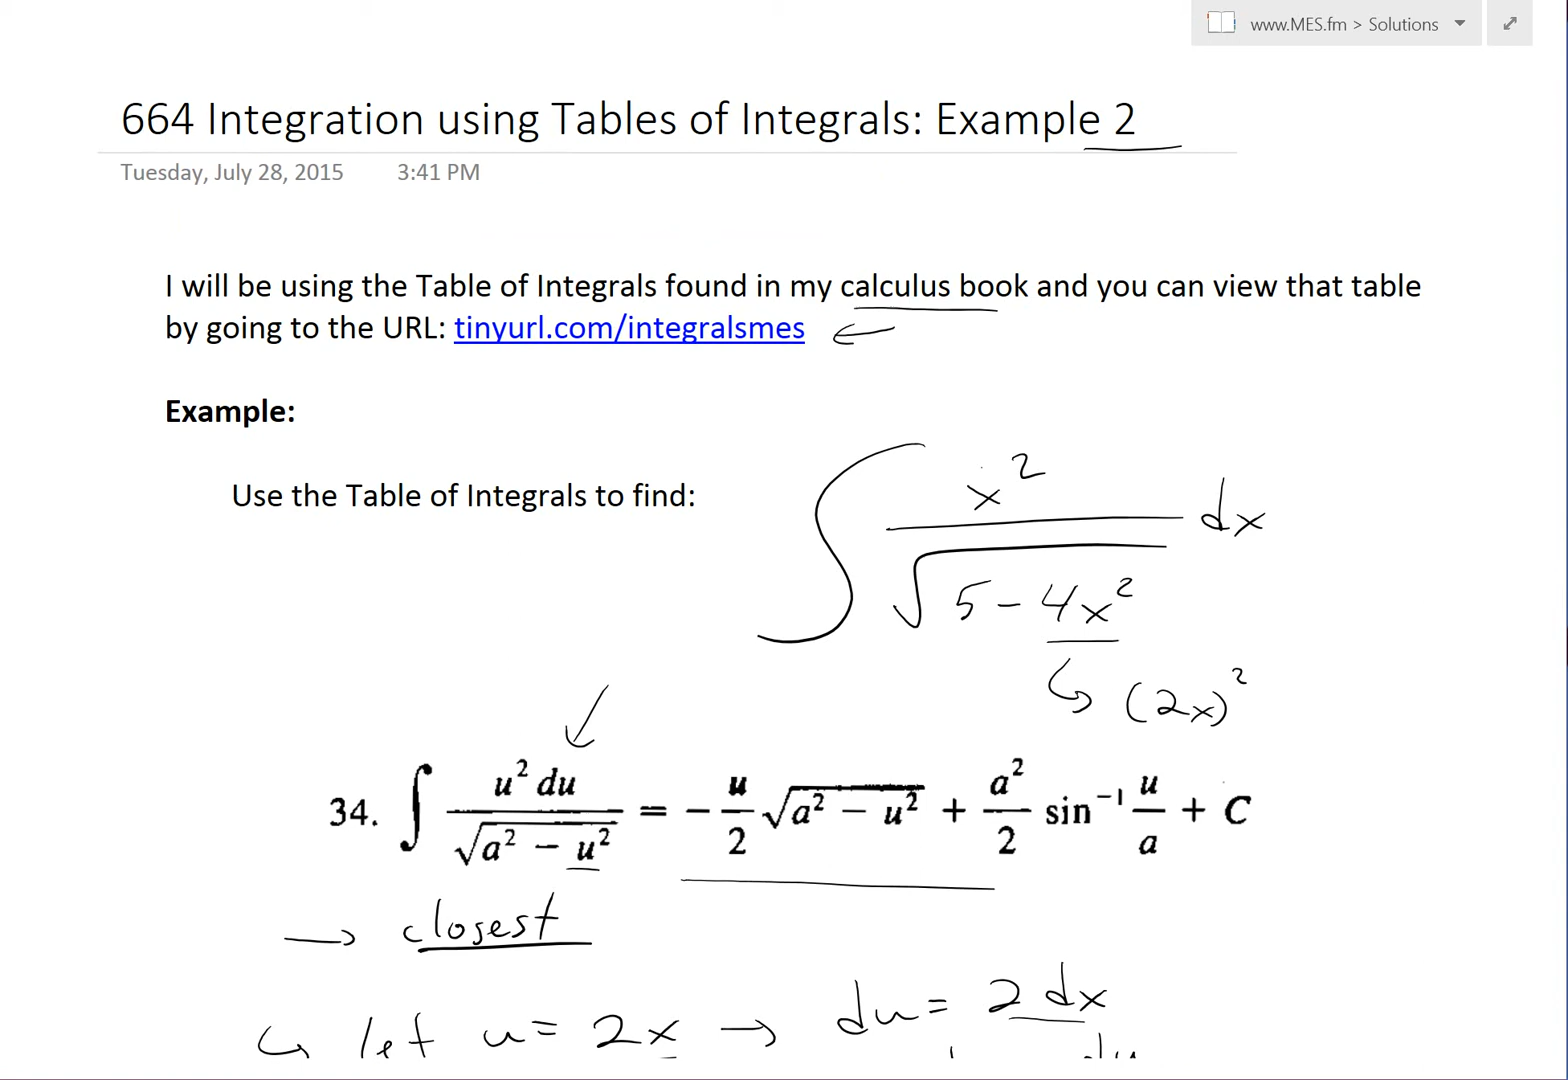 www.MES.fm > Solutions
664 Integration using Tables of Integrals: Example 2
Tuesday, July 28, 2015 3:41 PM
I will be using the Table of Integrals found in my calculus book and you can view that table
by going to the URL: tinyurl.com/integralsmes ←
Example:
Use the Table of Integrals to find: ∫ x² / √(5 − 4x²) dx
↳ (2x)²
34. ∫ u² du / √(a² − u²) = − u/2 √(a² − u²) + a²/2 sin⁻¹ u/a + C
→ closest
↳ let u = 2x → du = 2 dx